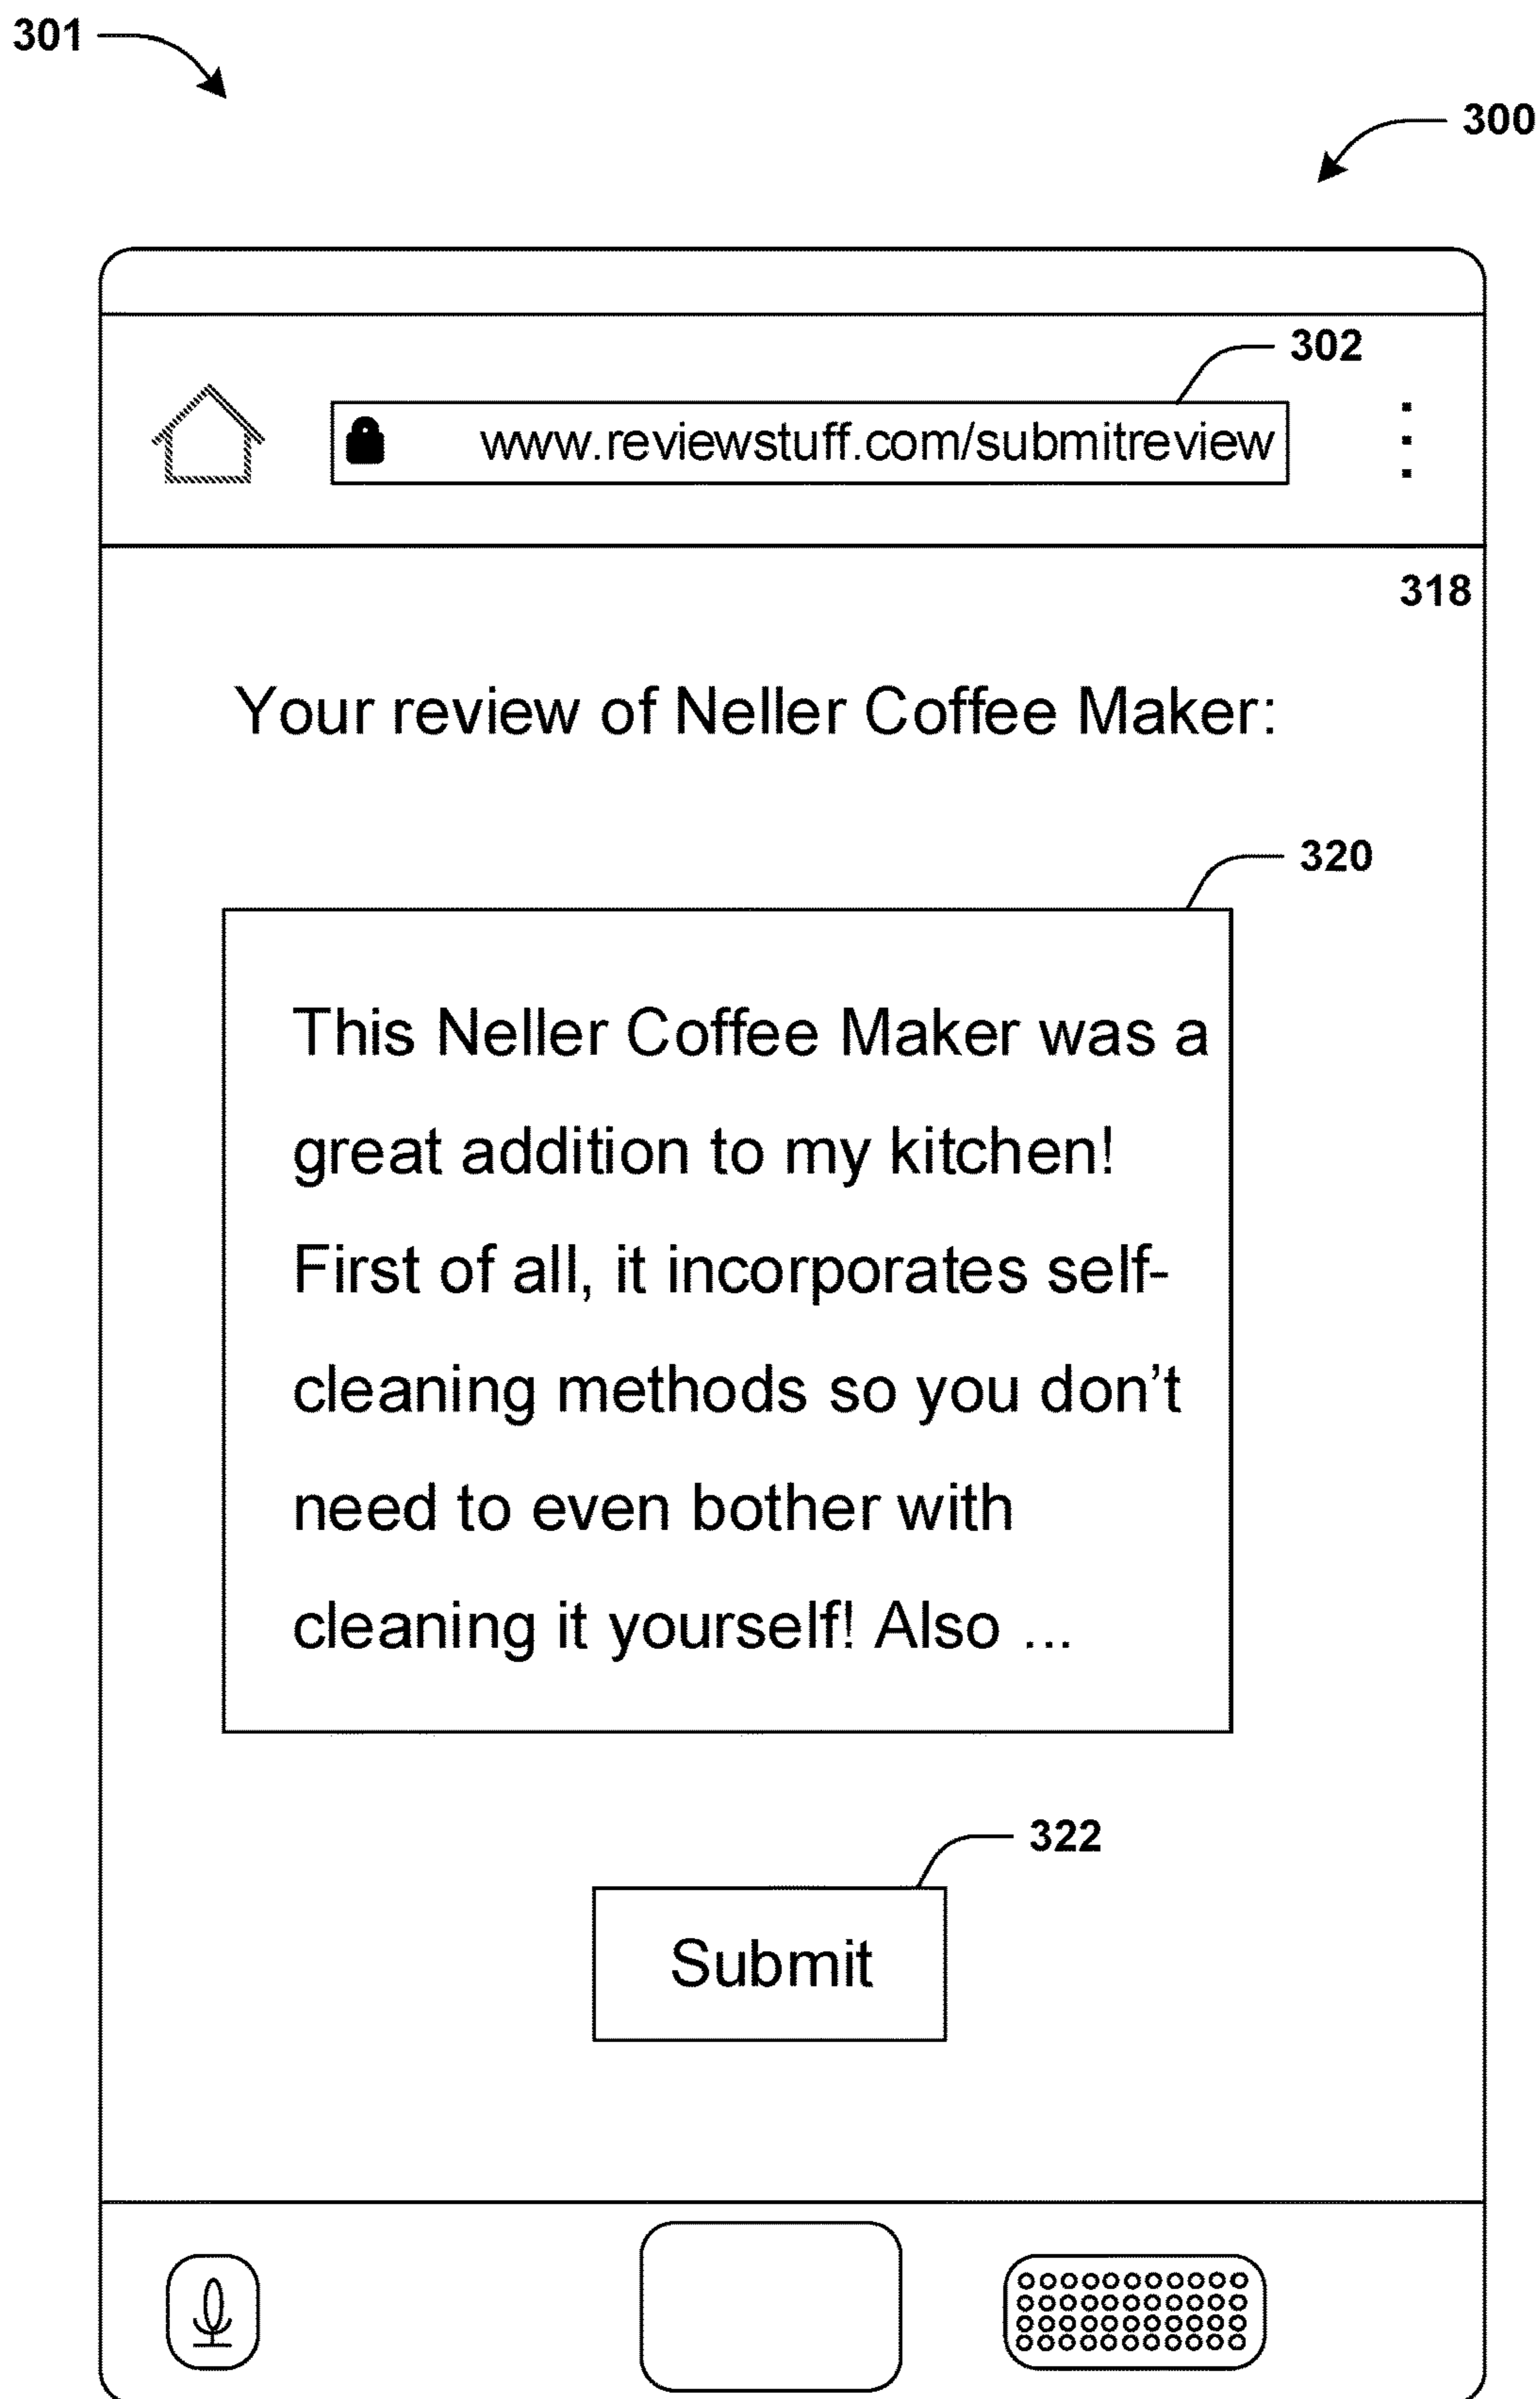 301
300
302
www.reviewstuff.com/submitreview
318
Your review of Neller Coffee Maker:
320
This Neller Coffee Maker was a
great addition to my kitchen!
First of all, it incorporates self-
cleaning methods so you don’t
need to even bother with
cleaning it yourself! Also ...
322
Submit